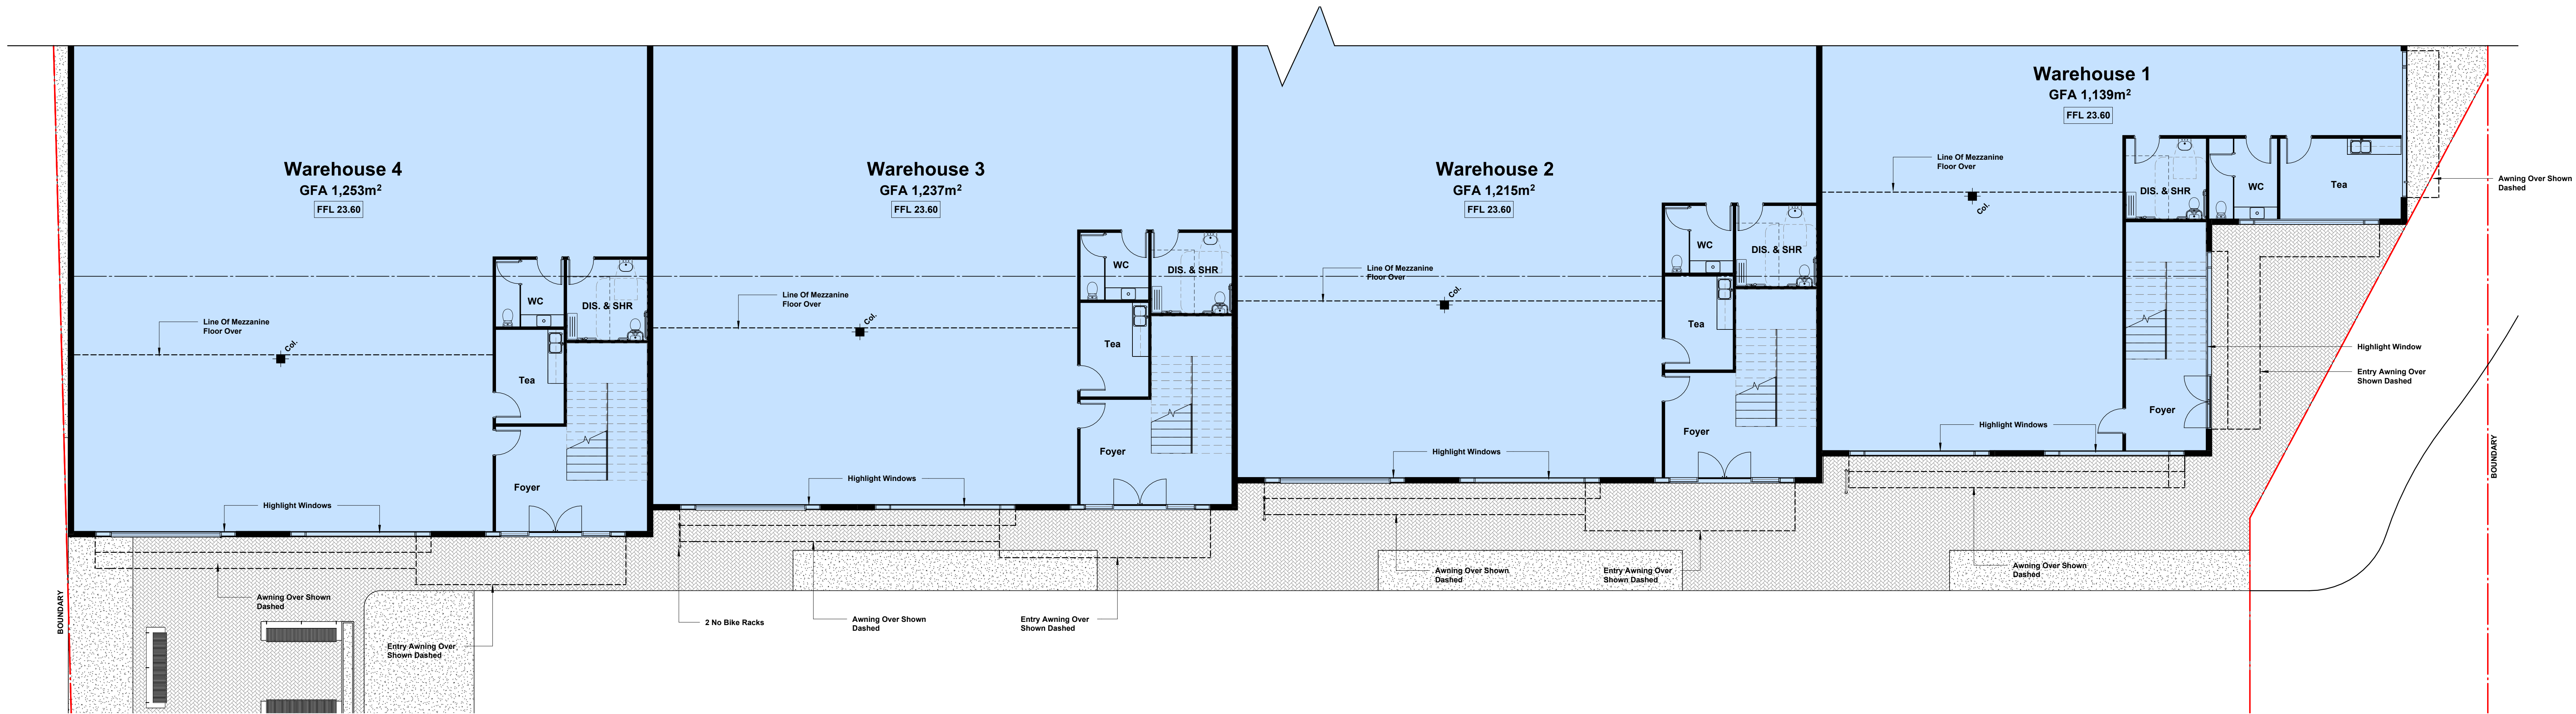 Warehouse 4
GFA 1,253m²
FFL 23.60
Line Of Mezzanine
Floor Over
Col.
WC
DIS. & SHR
Tea
Foyer
Highlight Windows
Awning Over Shown
Dashed
Entry Awning Over
Shown Dashed
BOUNDARY
Warehouse 3
GFA 1,237m²
FFL 23.60
Line Of Mezzanine
Floor Over
Col.
WC
DIS. & SHR
Tea
Foyer
Highlight Windows
2 No Bike Racks
Awning Over Shown
Dashed
Entry Awning Over
Shown Dashed
Warehouse 2
GFA 1,215m²
FFL 23.60
Line Of Mezzanine
Floor Over
Col.
WC
DIS. & SHR
Tea
Foyer
Highlight Windows
Awning Over Shown
Dashed
Entry Awning Over
Shown Dashed
Warehouse 1
GFA 1,139m²
FFL 23.60
Line Of Mezzanine
Floor Over
Col.
DIS. & SHR
WC
Tea
Foyer
Highlight Windows
Awning Over Shown
Dashed
Awning Over Shown
Dashed
Highlight Window
Entry Awning Over
Shown Dashed
BOUNDARY